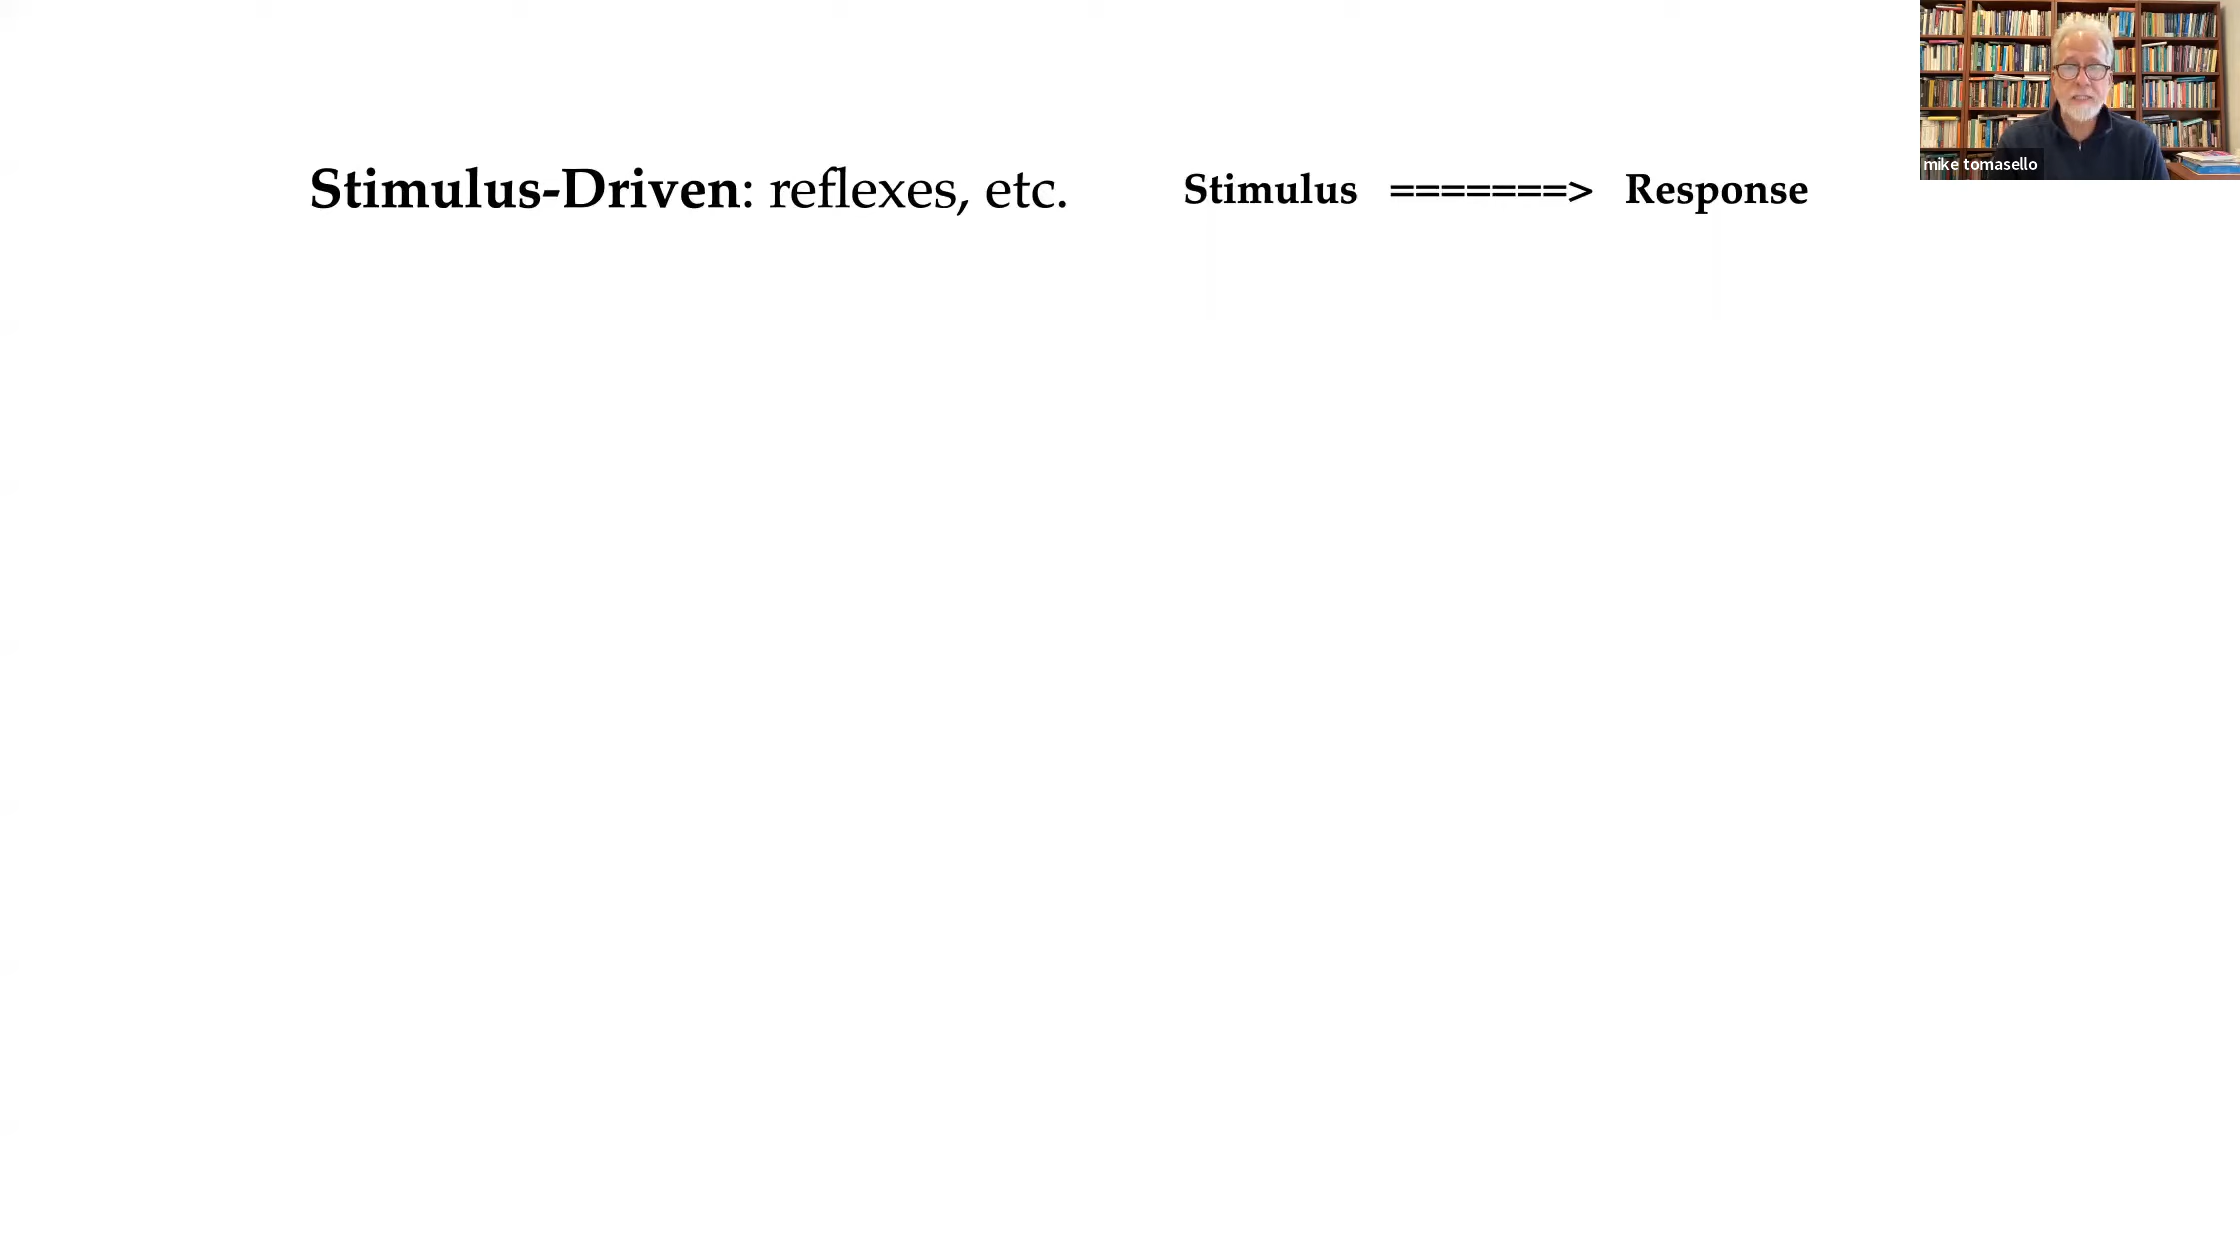 Stimulus-Driven: reflexes, etc. Stimulus =======> Response
mike tomasello